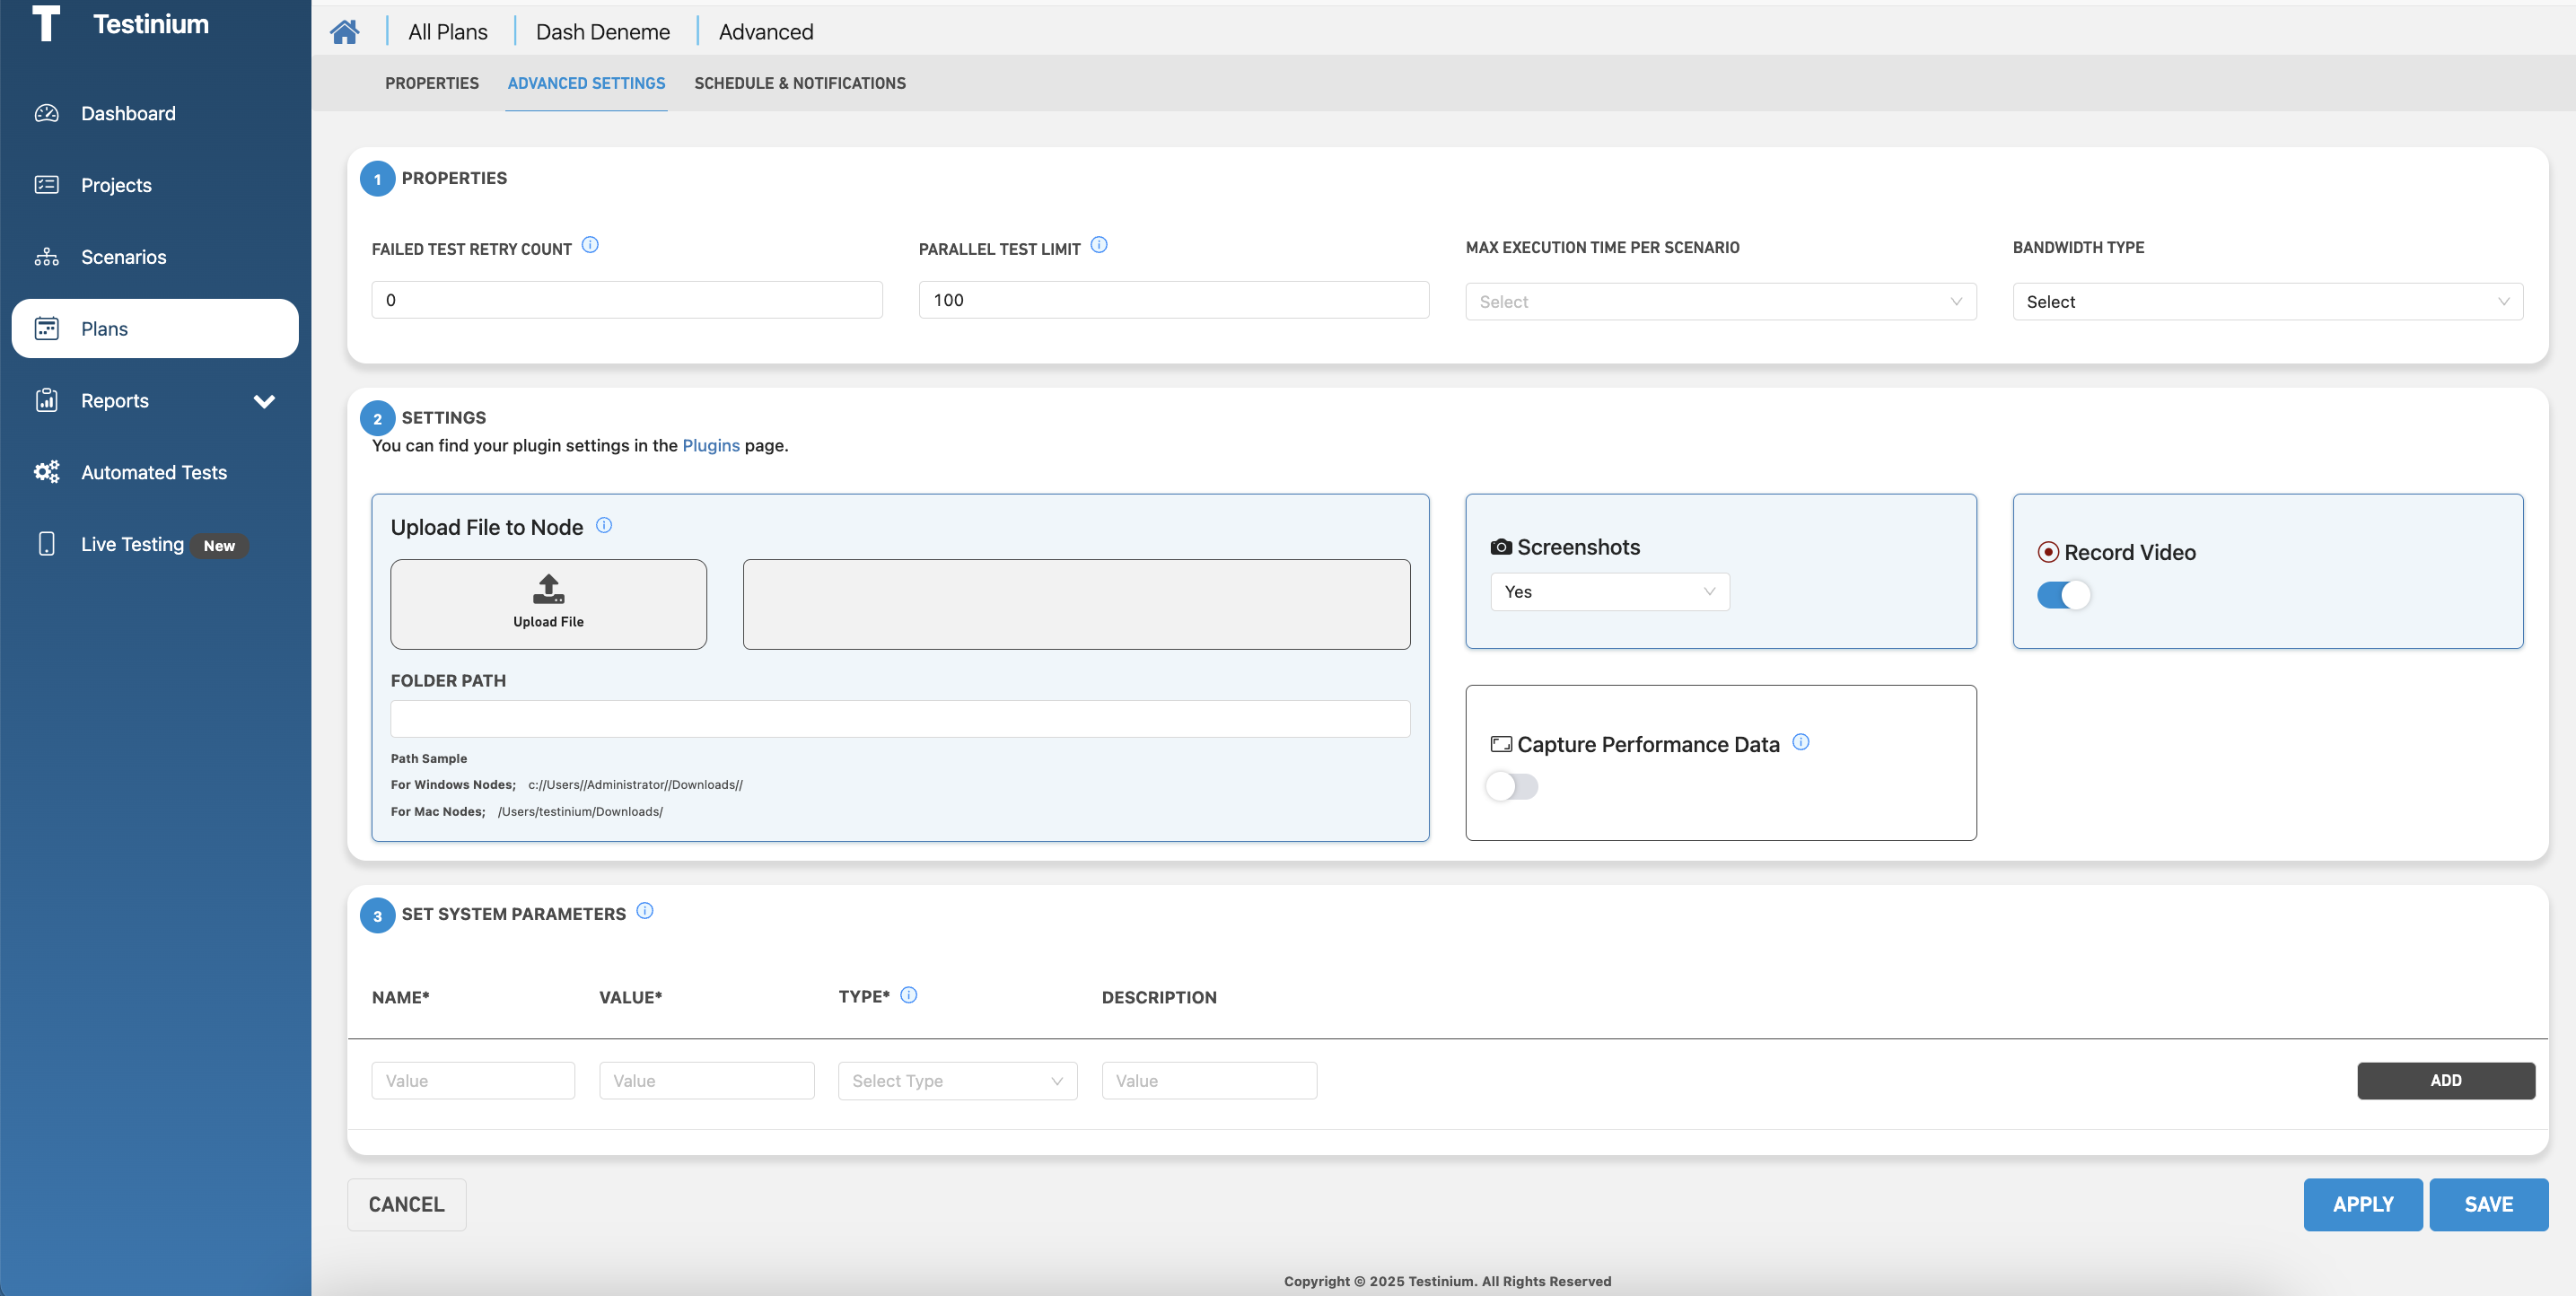 Testinium
Dashboard
Projects
Scenarios
Plans
Reports
Automated Tests
Live Testing New
All Plans
Dash Deneme
Advanced
PROPERTIES
ADVANCED SETTINGS
SCHEDULE & NOTIFICATIONS
1 PROPERTIES
FAILED TEST RETRY COUNT
PARALLEL TEST LIMIT
MAX EXECUTION TIME PER SCENARIO
BANDWIDTH TYPE
0
100
Select
Select
2 SETTINGS
You can find your plugin settings in the Plugins page.
Upload File to Node
Upload File
FOLDER PATH
Path Sample
For Windows Nodes; c://Users//Administrator//Downloads//
For Mac Nodes; /Users/testinium/Downloads/
Screenshots
Yes
Record Video
Capture Performance Data
3 SET SYSTEM PARAMETERS
NAME*
VALUE*
TYPE*
DESCRIPTION
Value
Value
Select Type
Value
ADD
CANCEL
APPLY
SAVE
Copyright © 2025 Testinium. All Rights Reserved